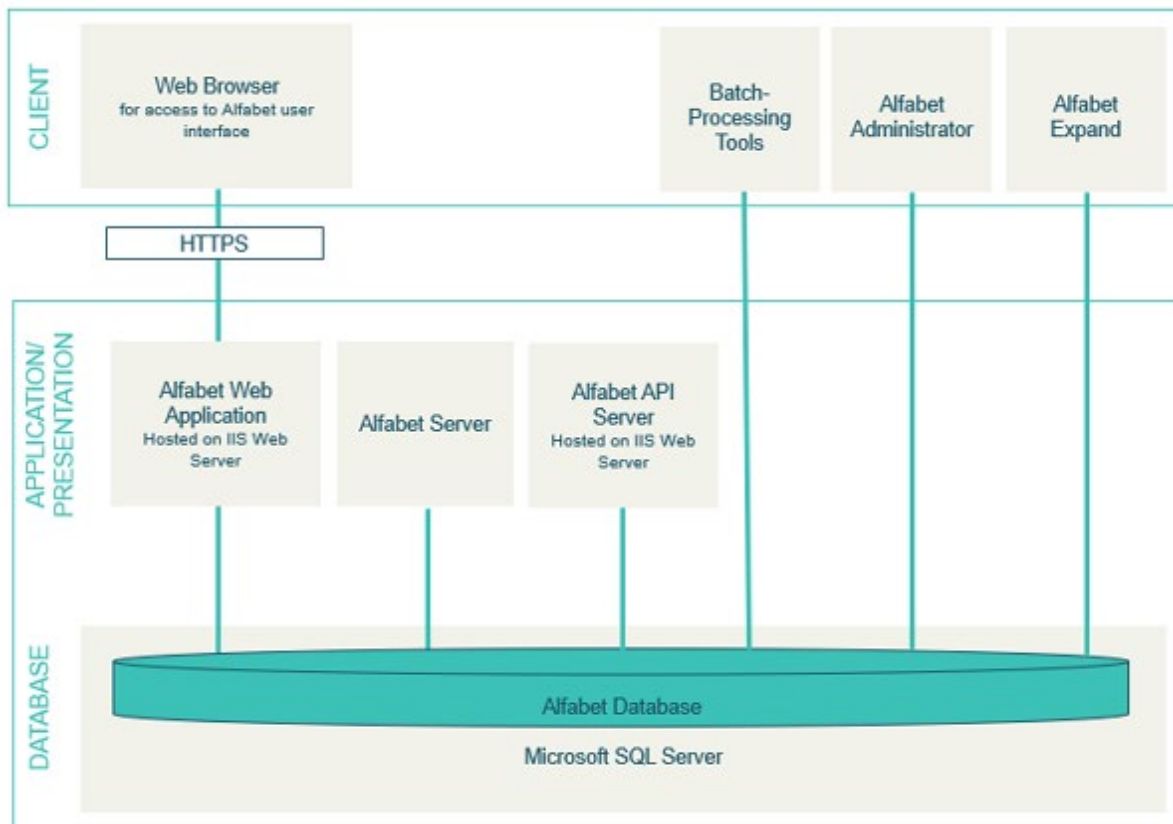 CLIENT
Web Browser
for access to Alfabet user
interface
Batch-
Processing
Tools
Alfabet
Administrator
Alfabet
Expand
HTTPS
APPLICATION/
PRESENTATION
Alfabet Web
Application
Hosted on IIS Web
Server
Alfabet Server
Alfabet API
Server
Hosted on IIS Web
Server
DATABASE
Alfabet Database
Microsoft SQL Server